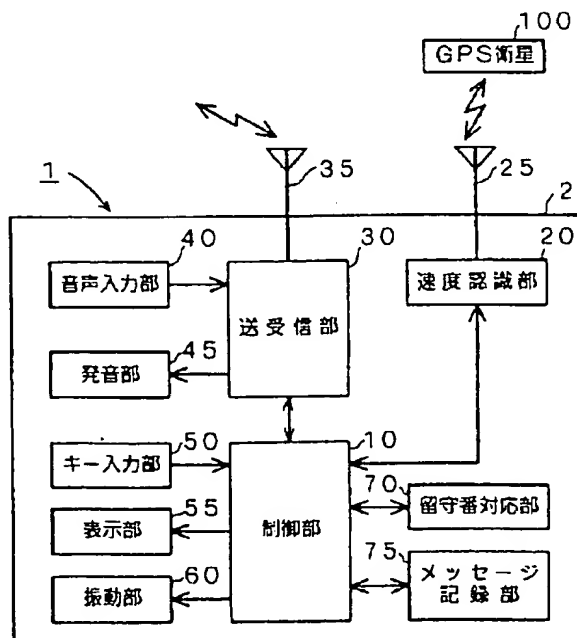 100
GPS衛星
1
35
25
2
40
30
20
音声入力部
送受信部
速度認識部
45
発音部
50
10
キー入力部
制御部
70
留守番対応部
55
表示部
75
メッセージ
記録部
60
振動部